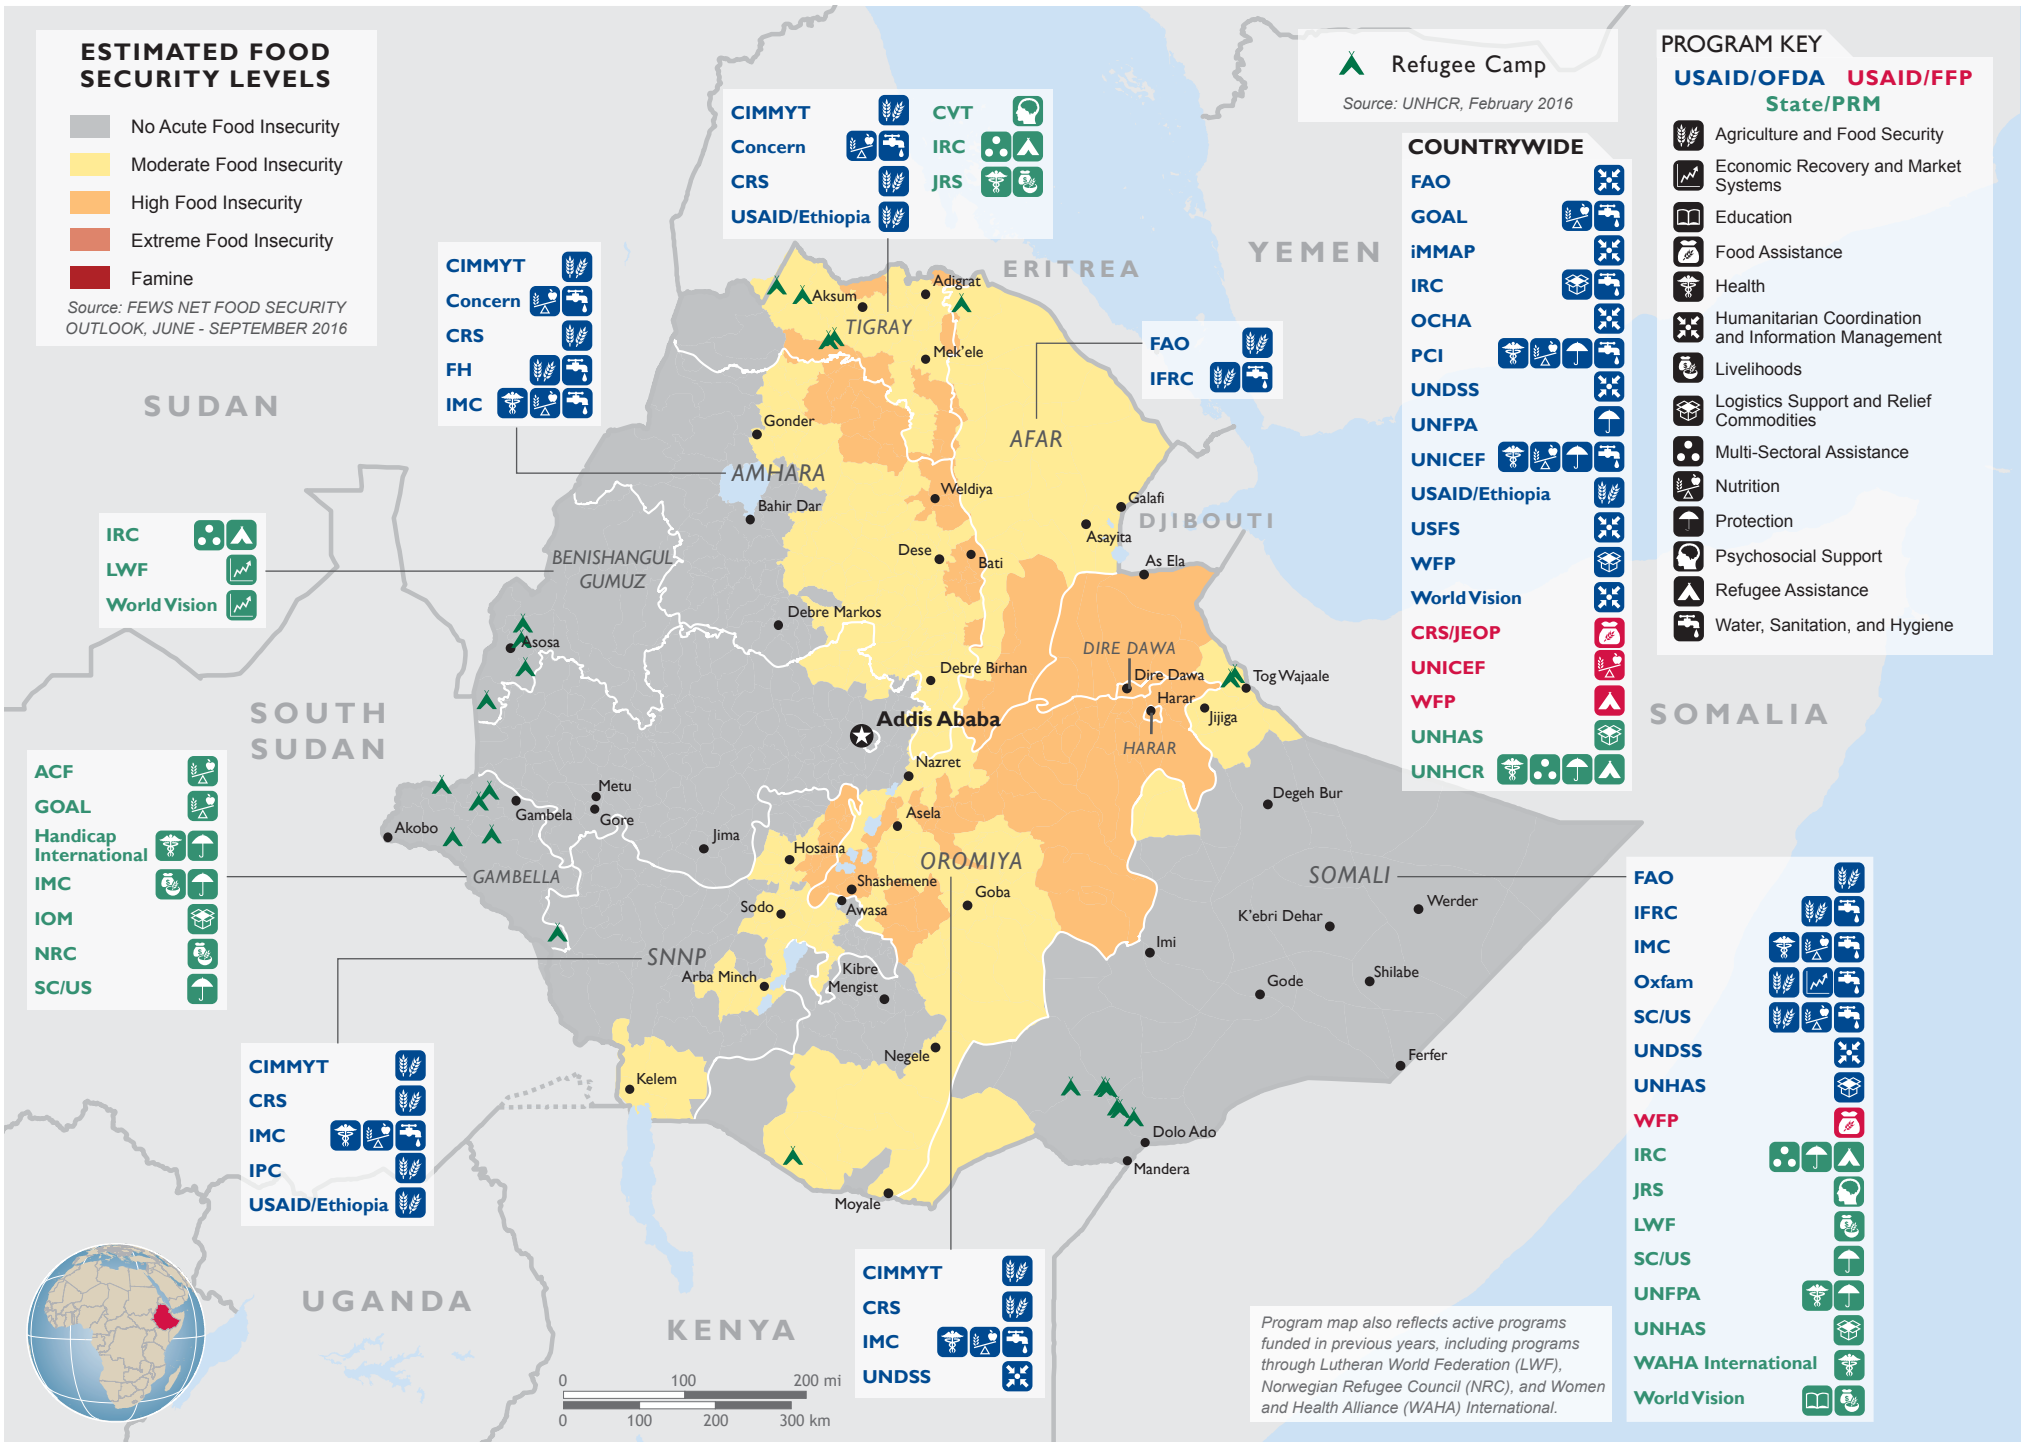 ESTIMATED FOOD
SECURITY LEVELS
No Acute Food Insecurity
Moderate Food Insecurity
High Food Insecurity
Extreme Food Insecurity
Famine
Source: FEWS NET FOOD SECURITY
OUTLOOK, JUNE - SEPTEMBER 2016
CIMMYT
Concern
CRS
USAID/Ethiopia
CVT
IRC
JRS
Refugee Camp
Source: UNHCR, February 2016
PROGRAM KEY
USAID/OFDA USAID/FFP
State/PRM
Agriculture and Food Security
Economic Recovery and Market
Systems
Education
Food Assistance
Health
Humanitarian Coordination
and Information Management
Livelihoods
Logistics Support and Relief
Commodities
Multi-Sectoral Assistance
Nutrition
Protection
Psychosocial Support
Refugee Assistance
Water, Sanitation, and Hygiene
COUNTRYWIDE
FAO
GOAL
iMMAP
IRC
OCHA
PCI
UNDSS
UNFPA
UNICEF
USAID/Ethiopia
USFS
WFP
World Vision
CRS/JEOP
UNICEF
WFP
UNHAS
UNHCR
CIMMYT
Concern
CRS
FH
IMC
FAO
IFRC
IRC
LWF
World Vision
ACF
GOAL
Handicap
International
IMC
IOM
NRC
SC/US
CIMMYT
CRS
IMC
IPC
USAID/Ethiopia
CIMMYT
CRS
IMC
UNDSS
FAO
IFRC
IMC
Oxfam
SC/US
UNDSS
UNHAS
WFP
IRC
JRS
LWF
SC/US
UNFPA
UNHAS
WAHA International
World Vision
SUDAN
SOUTH
SUDAN
UGANDA
KENYA
ERITREA
YEMEN
DJIBOUTI
SOMALIA
TIGRAY
AFAR
AMHARA
BENISHANGUL
GUMUZ
DIRE DAWA
HARAR
GAMBELLA
OROMIYA
SOMALI
SNNP
Aksum
Adigrat
Mek'ele
Gonder
Weldiya
Bahir Dar
Galafi
Asayita
Dese
Bati
As Ela
Debre Markos
Asosa
Debre Birhan
Dire Dawa
Tog Wajaale
Harar
Jijiga
Addis Ababa
Nazret
Metu
Gambela
Gore
Akobo
Jima
Asela
Degeh Bur
Hosaina
Shashemene
Goba
Sodo
Awasa
K'ebri Dehar
Werder
Imi
Arba Minch
Kibre
Mengist
Gode
Shilabe
Negele
Ferfer
Kelem
Dolo Ado
Mandera
Moyale
0 100 200 mi
0 100 200 300 km
Program map also reflects active programs
funded in previous years, including programs
through Lutheran World Federation (LWF),
Norwegian Refugee Council (NRC), and Women
and Health Alliance (WAHA) International.